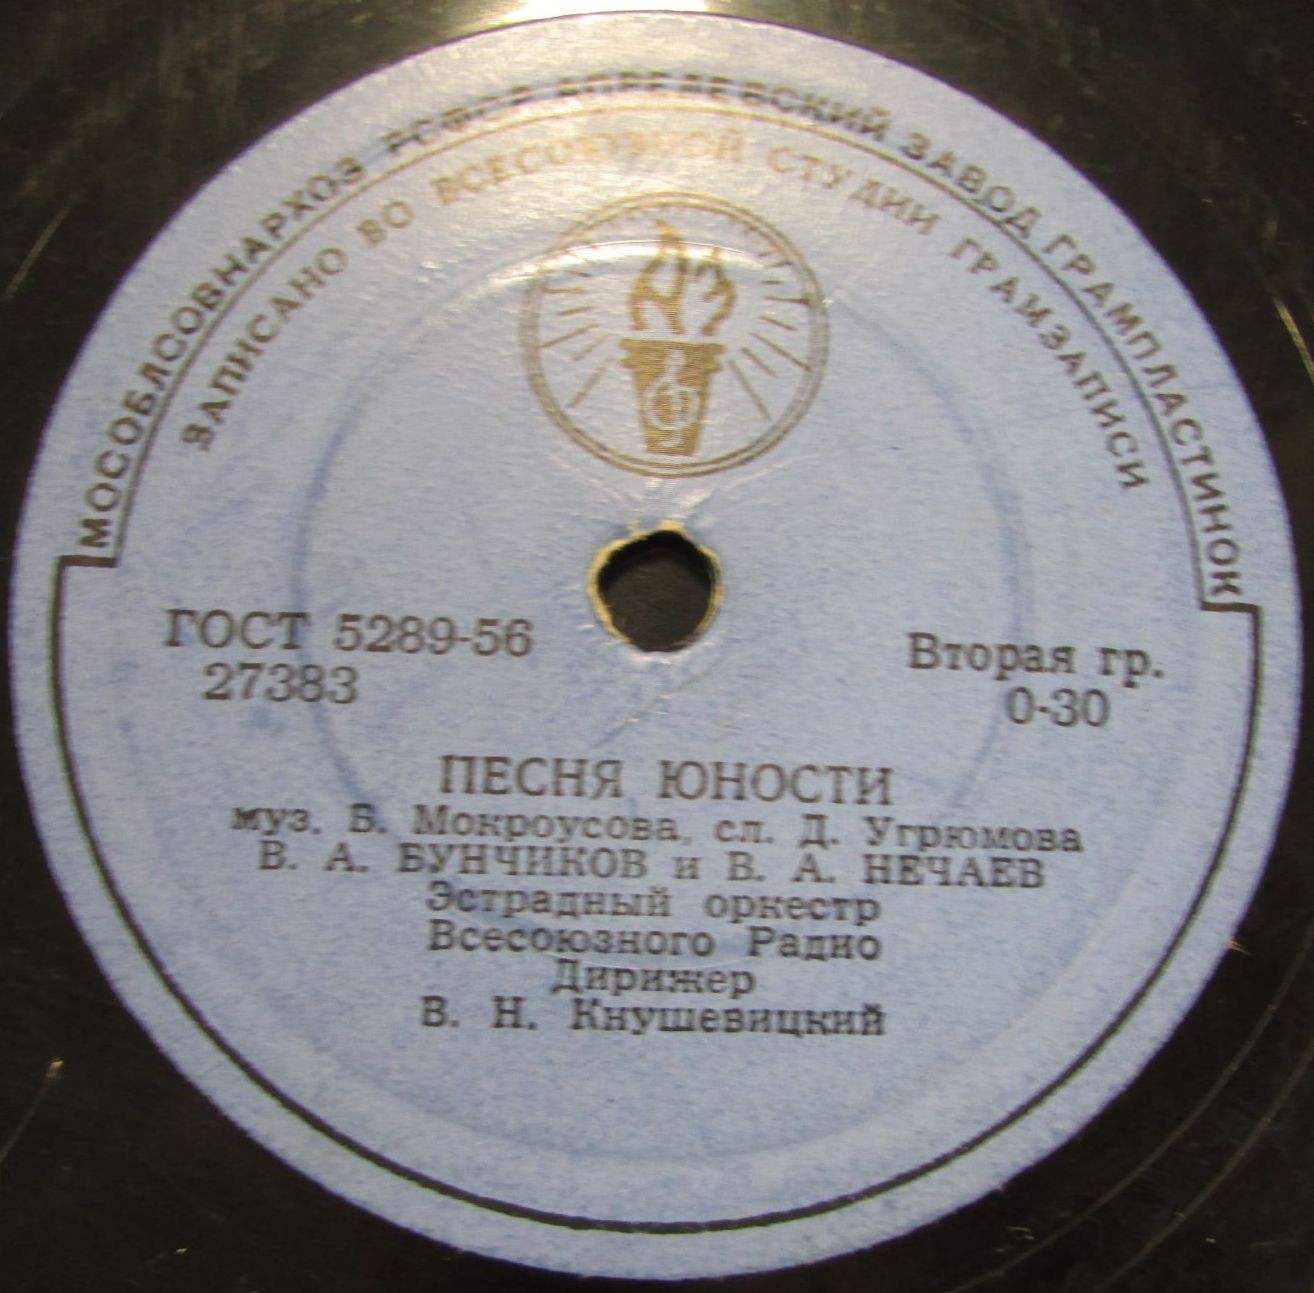 МОСОБЛСОВНАРХОЗ РСФСР АПРЕЛЕВСКИЙ ЗАВОД ГРАМПЛАСТИНОК
ЗАПИСАНО ВО ВСЕСОЮЗНОЙ СТУДИИ ГРАМЗАПИСИ
ГОСТ 5289-56
27383
Вторая гр.
0-30
ПЕСНЯ ЮНОСТИ
муз. Б. Мокроусова, сл. Д. Угрюмова
В. А. БУНЧИКОВ и В. А. НЕЧАЕВ
Эстрадный оркестр
Всесоюзного Радио
Дирижер
В. Н. Кнушевицкий